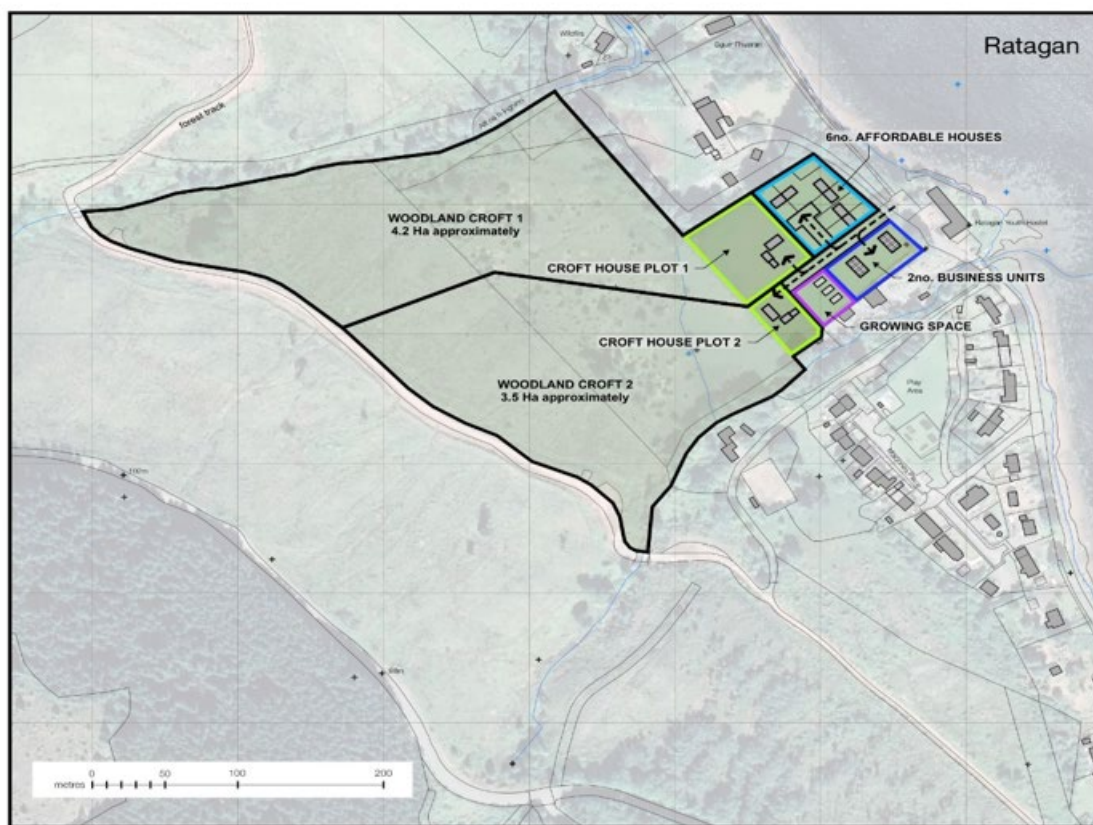 Ratagan
forest track
6no. AFFORDABLE HOUSES
Ratagan Youth Hostel
WOODLAND CROFT 1
4.2 Ha approximately
CROFT HOUSE PLOT 1
2no. BUSINESS UNITS
GROWING SPACE
CROFT HOUSE PLOT 2
WOODLAND CROFT 2
3.5 Ha approximately
Play
Area
metres 0 50 100 200